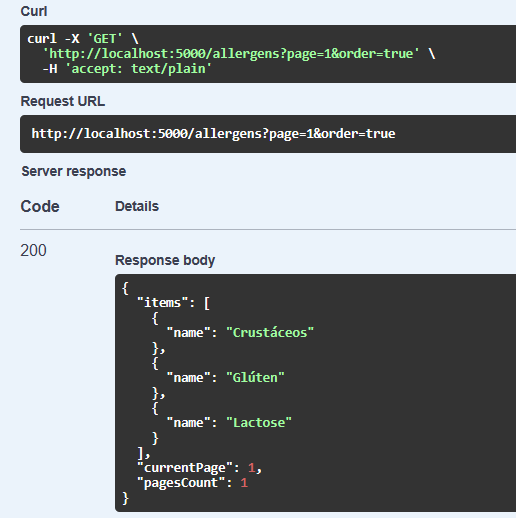 Curl
curl -X 'GET' \
  'http://localhost:5000/allergens?page=1&order=true' \
  -H 'accept: text/plain'
Request URL
http://localhost:5000/allergens?page=1&order=true
Server response
Code Details
200
Response body
{
  "items": [
    {
      "name": "Crustáceos"
    },
    {
      "name": "Glúten"
    },
    {
      "name": "Lactose"
    }
  ],
  "currentPage": 1,
  "pagesCount": 1
}